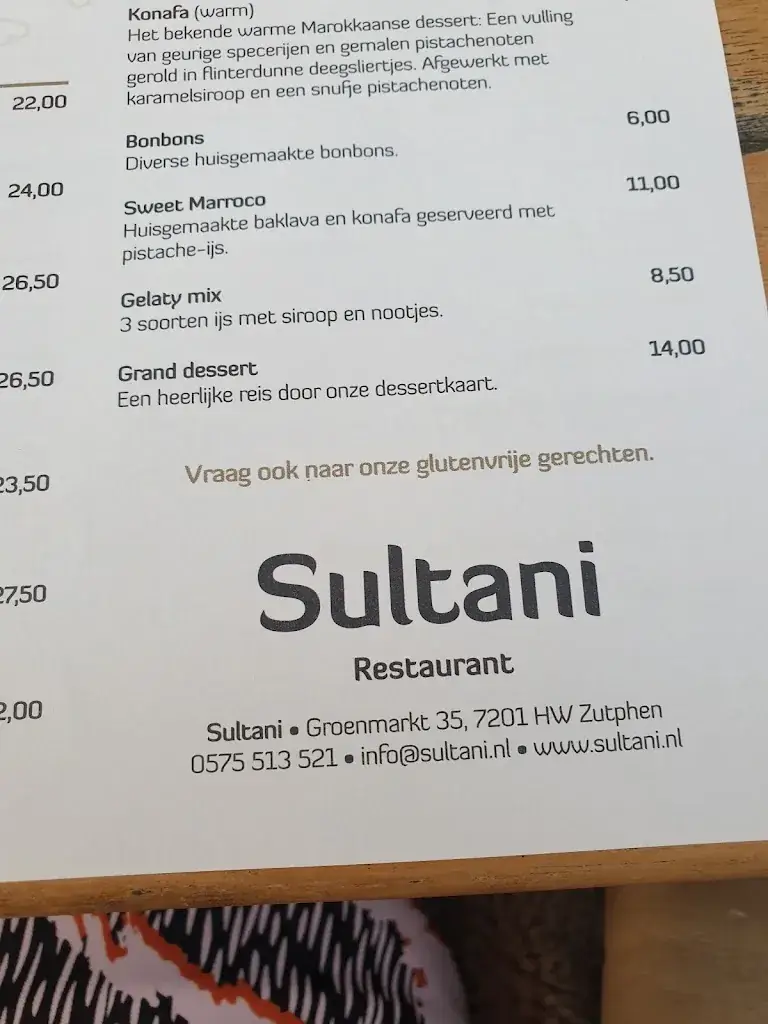 Konafa (warm)
Het bekende warme Marokkaanse dessert: Een vulling
van geurige specerijen en gemalen pistachenoten
gerold in flinterdunne deegsliertjes. Afgewerkt met
karamelsiroop en een snufje pistachenoten.
Bonbons 6,00
Diverse huisgemaakte bonbons.
Sweet Marroco 11,00
Huisgemaakte baklava en konafa geserveerd met
pistache-ijs.
Gelaty mix 8,50
3 soorten ijs met siroop en nootjes.
Grand dessert 14,00
Een heerlijke reis door onze dessertkaart.
Vraag ook naar onze glutenvrije gerechten.
Sultani
Restaurant
Sultani • Groenmarkt 35, 7201 HW Zutphen
0575 513 521 • info@sultani.nl • www.sultani.nl
22,00
24,00
26,50
26,50
23,50
27,50